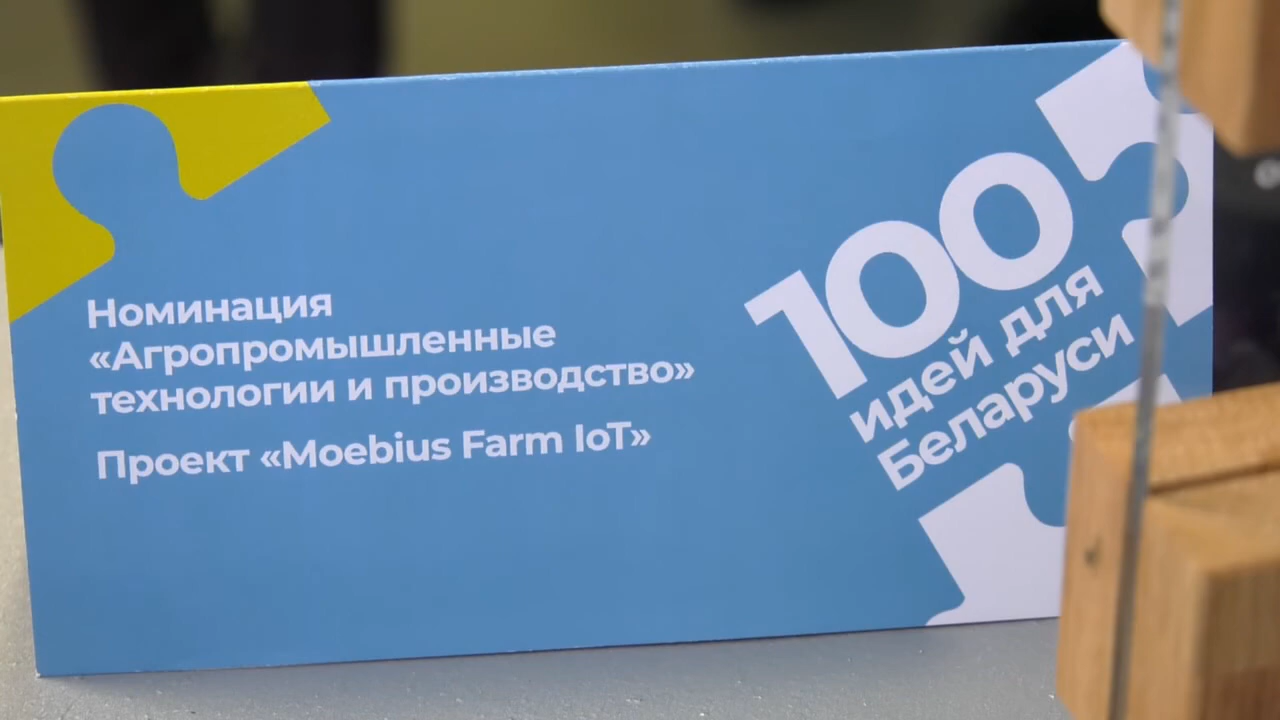 Номинация
«Агропромышленные
технологии и производство»
Проект «Moebius Farm IoT»
100
идей для
Беларуси